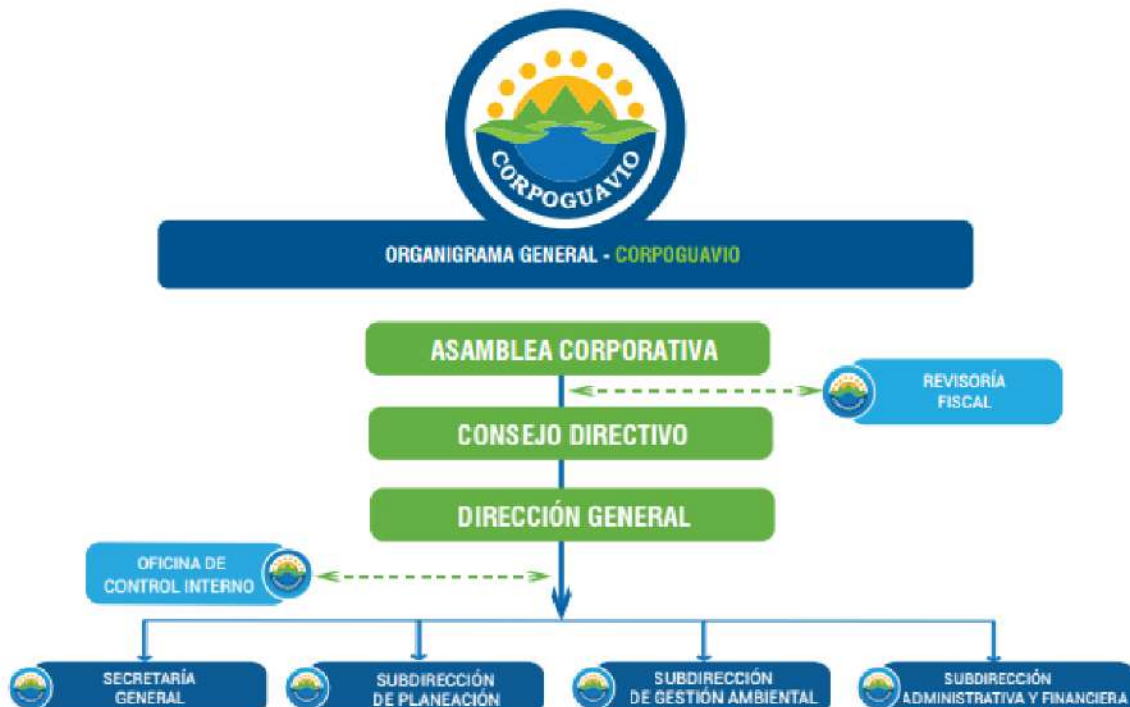 CORPOGUAVIO
ORGANIGRAMA GENERAL - CORPOGUAVIO
ASAMBLEA CORPORATIVA
REVISORÍA
FISCAL
CONSEJO DIRECTIVO
DIRECCIÓN GENERAL
OFICINA DE
CONTROL INTERNO
SECRETARÍA
GENERAL
SUBDIRECCIÓN
DE PLANEACIÓN
SUBDIRECCIÓN
DE GESTIÓN AMBIENTAL
SUBDIRECCIÓN
ADMINISTRATIVA Y FINANCIERA